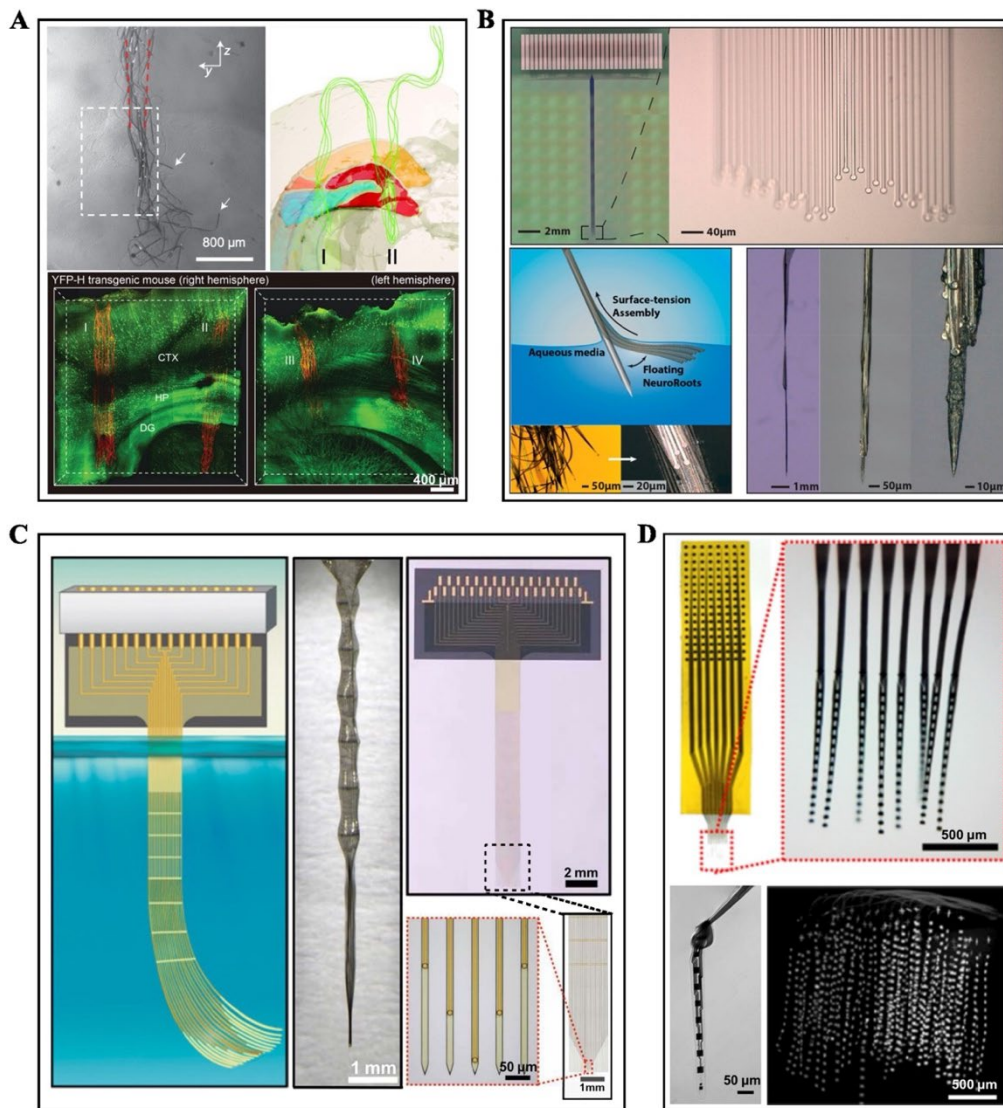 A
z
y
800 µm
I
II
YFP-H transgenic mouse (right hemisphere)
(left hemisphere)
I
II
CTX
HP
DG
III
IV
400 µm
B
2mm
40µm
Surface-tension
Assembly
Aqueous media
Floating
NeuroRoots
50µm
20µm
1mm
50µm
10µm
C
1 mm
2 mm
50 µm
1mm
D
500 µm
50 µm
500 µm